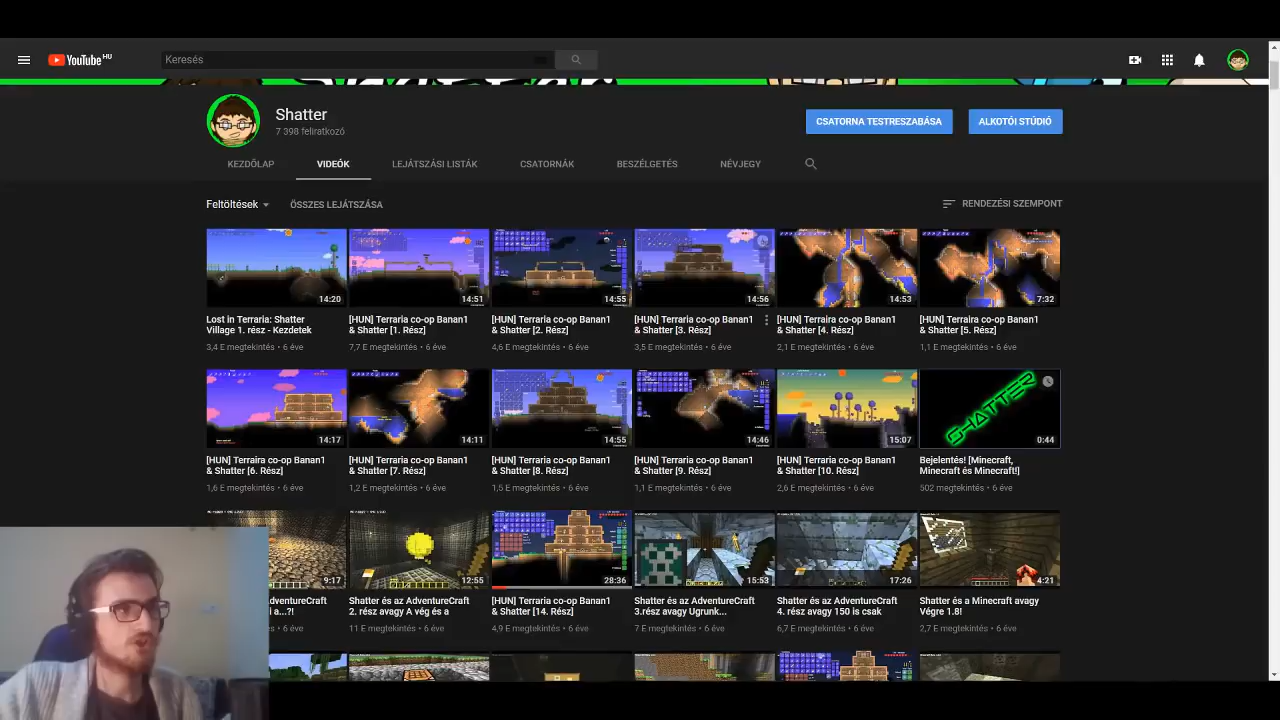 YouTube HU
Keresés
Shatter
7 398 feliratkozó
CSATORNA TESTRESZABÁSA
ALKOTÓI STÚDIÓ
KEZDŐLAP
VIDEÓK
LEJÁTSZÁSI LISTÁK
CSATORNÁK
BESZÉLGETÉS
NÉVJEGY
Feltöltések
ÖSSZES LEJÁTSZÁSA
RENDEZÉSI SZEMPONT
14:20
14:51
14:55
14:56
14:53
7:32
Lost in Terraria: Shatter
Village 1. rész - Kezdetek
3,4 E megtekintés • 6 éve
[HUN] Terraria co-op Banan1
& Shatter [1. Rész]
7,7 E megtekintés • 6 éve
[HUN] Terraria co-op Banan1
& Shatter [2. Rész]
4,6 E megtekintés • 6 éve
[HUN] Terraria co-op Banan1
& Shatter [3. Rész]
3,5 E megtekintés • 6 éve
[HUN] Terraira co-op Banan1
& Shatter [4. Rész]
2,1 E megtekintés • 6 éve
[HUN] Terraria co-op Banan1
& Shatter [5. Rész]
1,1 E megtekintés • 6 éve
14:17
14:11
14:55
14:46
15:07
SHATTER
0:44
[HUN] Terraria co-op Banan1
& Shatter [6. Rész]
1,6 E megtekintés • 6 éve
[HUN] Terraria co-op Banan1
& Shatter [7. Rész]
1,2 E megtekintés • 6 éve
[HUN] Terraria co-op Banan1
& Shatter [8. Rész]
1,5 E megtekintés • 6 éve
[HUN] Terraria co-op Banan1
& Shatter [9. Rész]
1,1 E megtekintés • 6 éve
[HUN] Terraria co-op Banan1
& Shatter [10. Rész]
2,6 E megtekintés • 6 éve
Bejelentés! [Minecraft,
Minecraft és Minecraft!]
502 megtekintés • 6 éve
9:17
12:55
28:36
15:53
17:26
4:21
AdventureCraft
a...?!
6 éve
Shatter és az AdventureCraft
2. rész avagy A vég és a
11 E megtekintés • 6 éve
[HUN] Terraria co-op Banan1
& Shatter [14. Rész]
4,9 E megtekintés • 6 éve
Shatter és az AdventureCraft
3.rész avagy Ugrunk...
7 E megtekintés • 6 éve
Shatter és az AdventureCraft
4. rész avagy 150 is csak
6,7 E megtekintés • 6 éve
Shatter és a Minecraft avagy
Végre 1.8!
2,7 E megtekintés • 6 éve